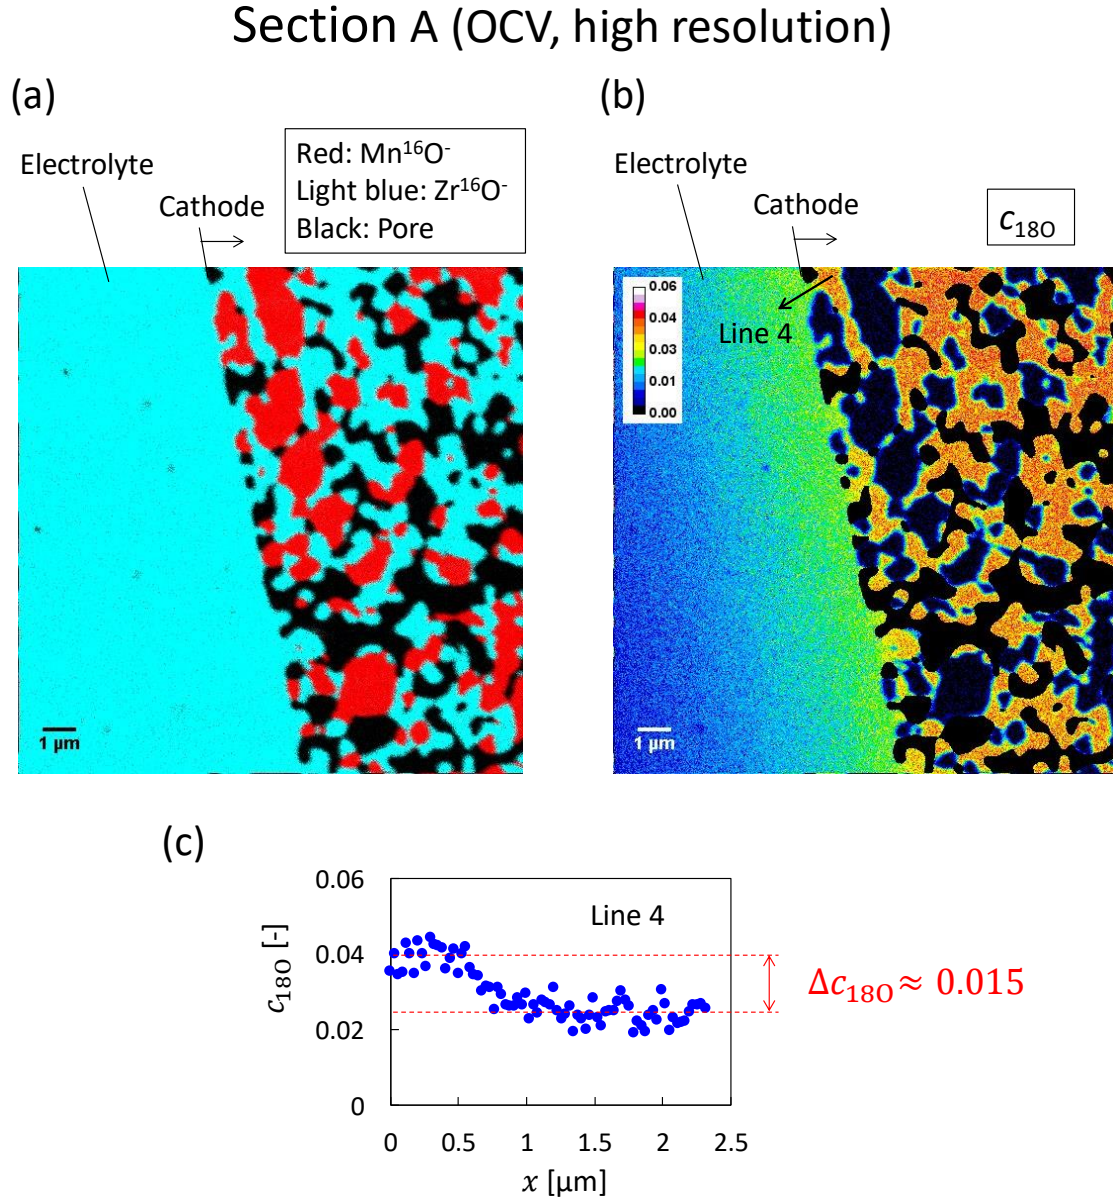 Section A (OCV, high resolution)
(a)
Electrolyte
Cathode
Red: Mn¹⁶O⁻
Light blue: Zr¹⁶O⁻
Black: Pore
1 µm
(b)
Electrolyte
Cathode
c₁₈O
Line 4
0.06
0.04
0.03
0.01
0.00
1 µm
(c)
0.06
0.04
0.02
0
c₁₈O [-]
Line 4
Δc₁₈O ≈ 0.015
0 0.5 1 1.5 2 2.5
x [µm]